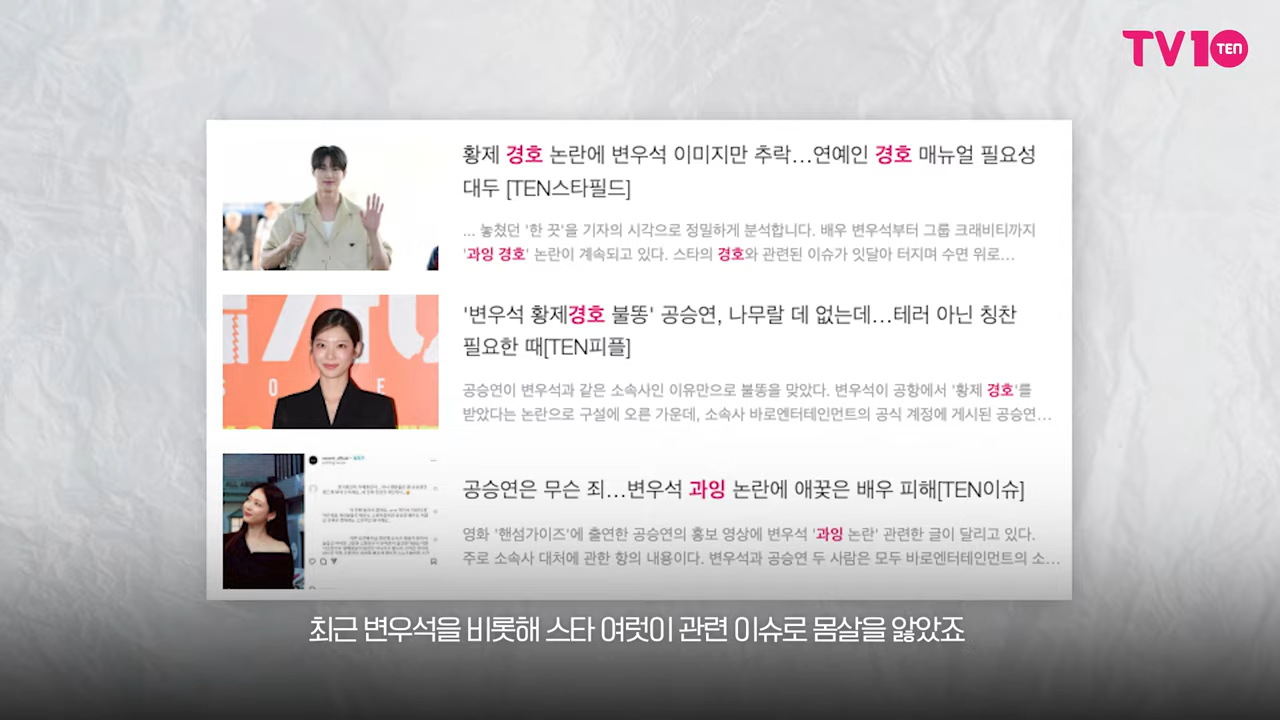 TV10
TEN
황제 경호 논란에 변우석 이미지만 추락...연예인 경호 매뉴얼 필요성
대두 [TEN스타필드]
... 놓쳤던 '한 끗'을 기자의 시각으로 정밀하게 분석합니다. 배우 변우석부터 그룹 크래비티까지
'과잉 경호' 논란이 계속되고 있다. 스타의 경호와 관련된 이슈가 잇달아 터지며 수면 위로...
'변우석 황제경호 불똥' 공승연, 나무랄 데 없는데...테러 아닌 칭찬
필요한 때[TEN피플]
공승연이 변우석과 같은 소속사인 이유만으로 불똥을 맞았다. 변우석이 공항에서 '황제 경호'를
받았다는 논란으로 구설에 오른 가운데, 소속사 바로엔터테인먼트의 공식 계정에 게시된 공승연...
공승연은 무슨 죄...변우석 과잉 논란에 애꿎은 배우 피해[TEN이슈]
영화 '핸섬가이즈'에 출연한 공승연의 홍보 영상에 변우석 '과잉 논란' 관련한 글이 달리고 있다.
주로 소속사 대처에 관한 항의 내용이다. 변우석과 공승연 두 사람은 모두 바로엔터테인먼트의 소...
최근 변우석을 비롯해 스타 여럿이 관련 이슈로 몸살을 앓았죠